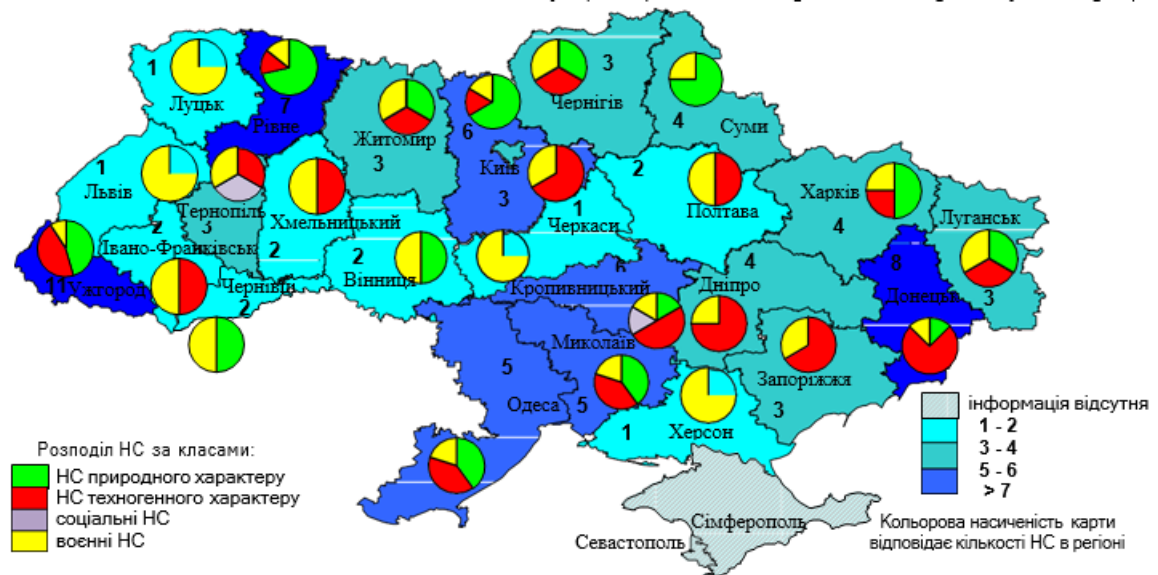 1
Луцьк
7
Рівне
Житомир
3
6
Київ
3
3
Чернігів
4
Суми
1
Львів
Тернопіль
3
Хмельницький
2
2
Івано-Франківськ
11
Ужгород
Чернівці
2
2
Вінниця
1
Черкаси
2
Полтава
Харків
4
Луганськ
3
6
Кропивницький
4
Дніпро
8
Донецьк
Миколаїв
5
5
Одеса
Запоріжжя
3
1
Херсон
Сімферополь
Севастополь
Розподіл НС за класами:
НС природного характеру
НС техногенного характеру
соціальні НС
воєнні НС
інформація відсутня
1 - 2
3 - 4
5 - 6
> 7
Кольорова насиченість карти
відповідає кількості НС в регіоні